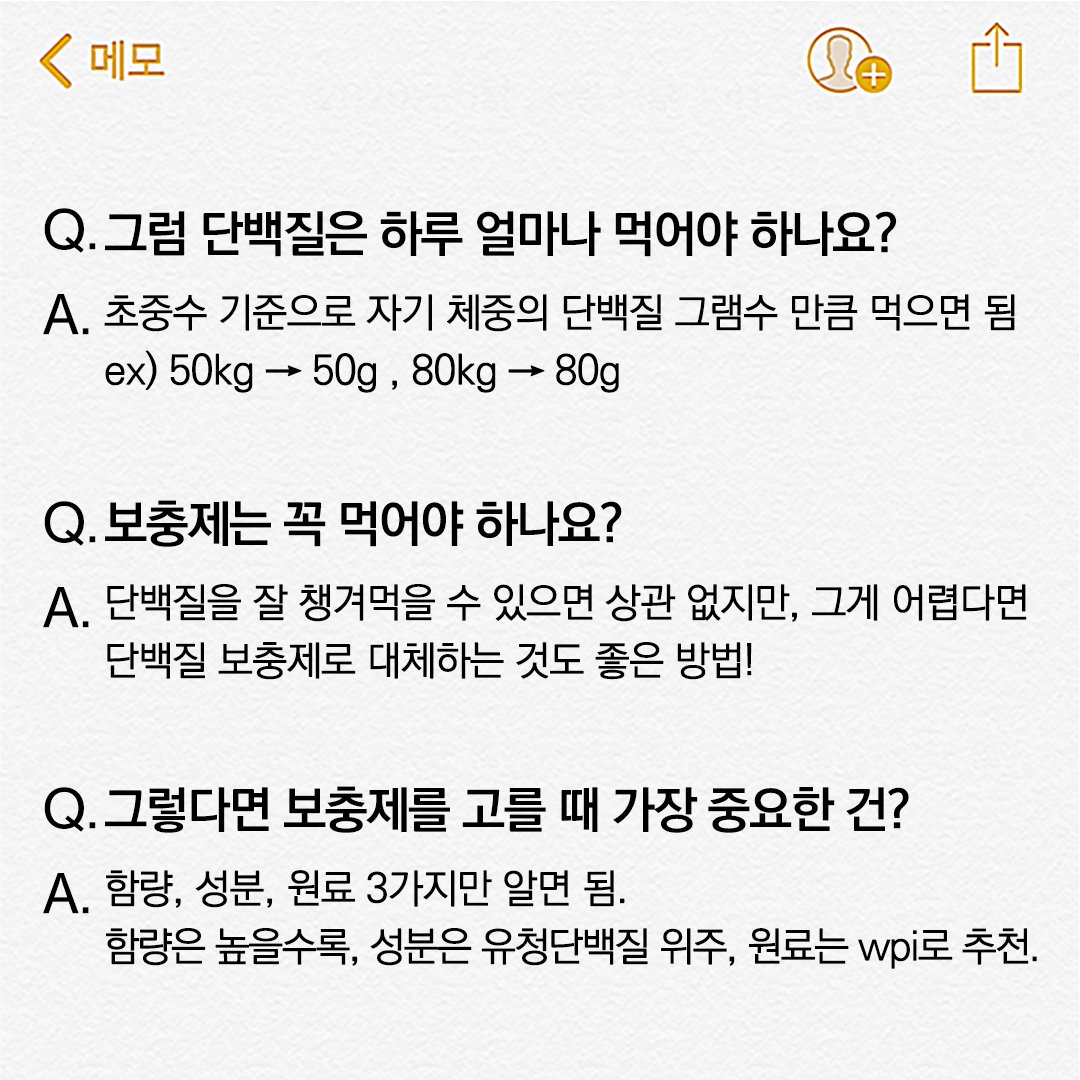 메모
Q. 그럼 단백질은 하루 얼마나 먹어야 하나요?
A. 초중수 기준으로 자기 체중의 단백질 그램수 만큼 먹으면 됨
ex) 50kg → 50g , 80kg → 80g
Q. 보충제는 꼭 먹어야 하나요?
A. 단백질을 잘 챙겨먹을 수 있으면 상관 없지만, 그게 어렵다면
단백질 보충제로 대체하는 것도 좋은 방법!
Q. 그렇다면 보충제를 고를 때 가장 중요한 건?
A. 함량, 성분, 원료 3가지만 알면 됨.
함량은 높을수록, 성분은 유청단백질 위주, 원료는 wpi로 추천.